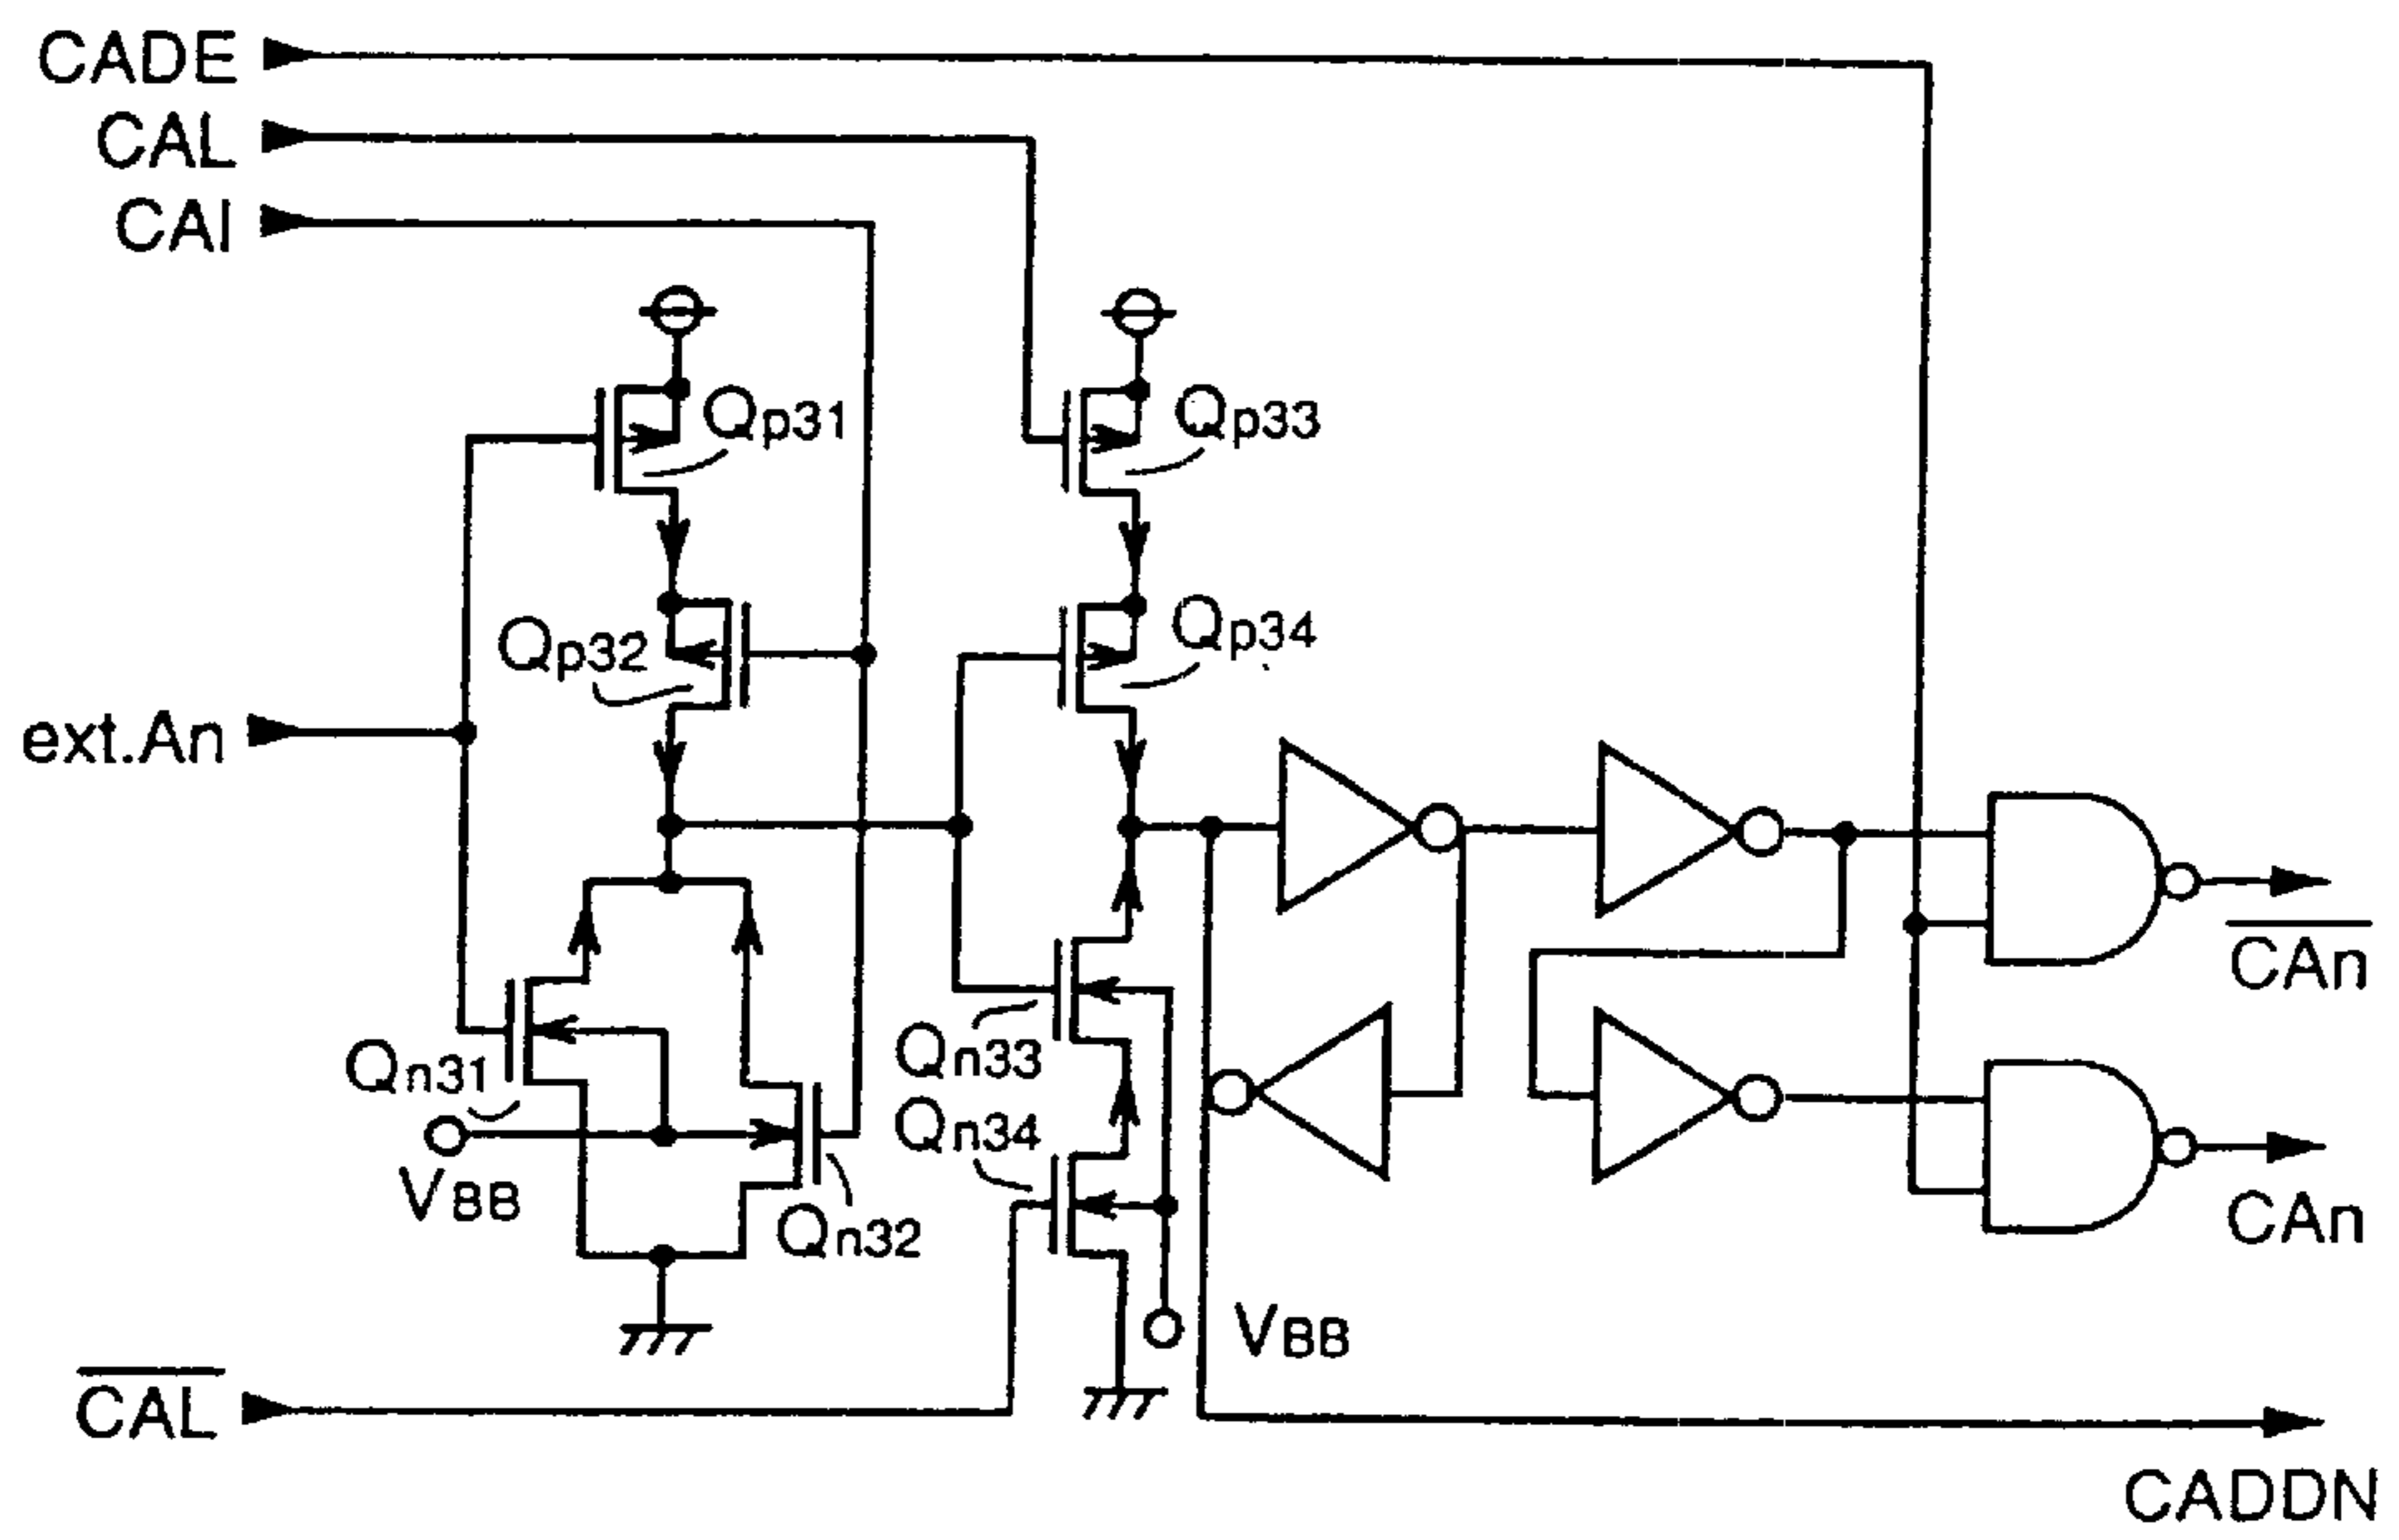 CADE
CAL
CAI
Qp31
Qp33
Qp32
Qp34
ext.An
CAn
Qn31
Qn33
Qn34
VBB
Qn32
CAn
VBB
CAL
CADDN